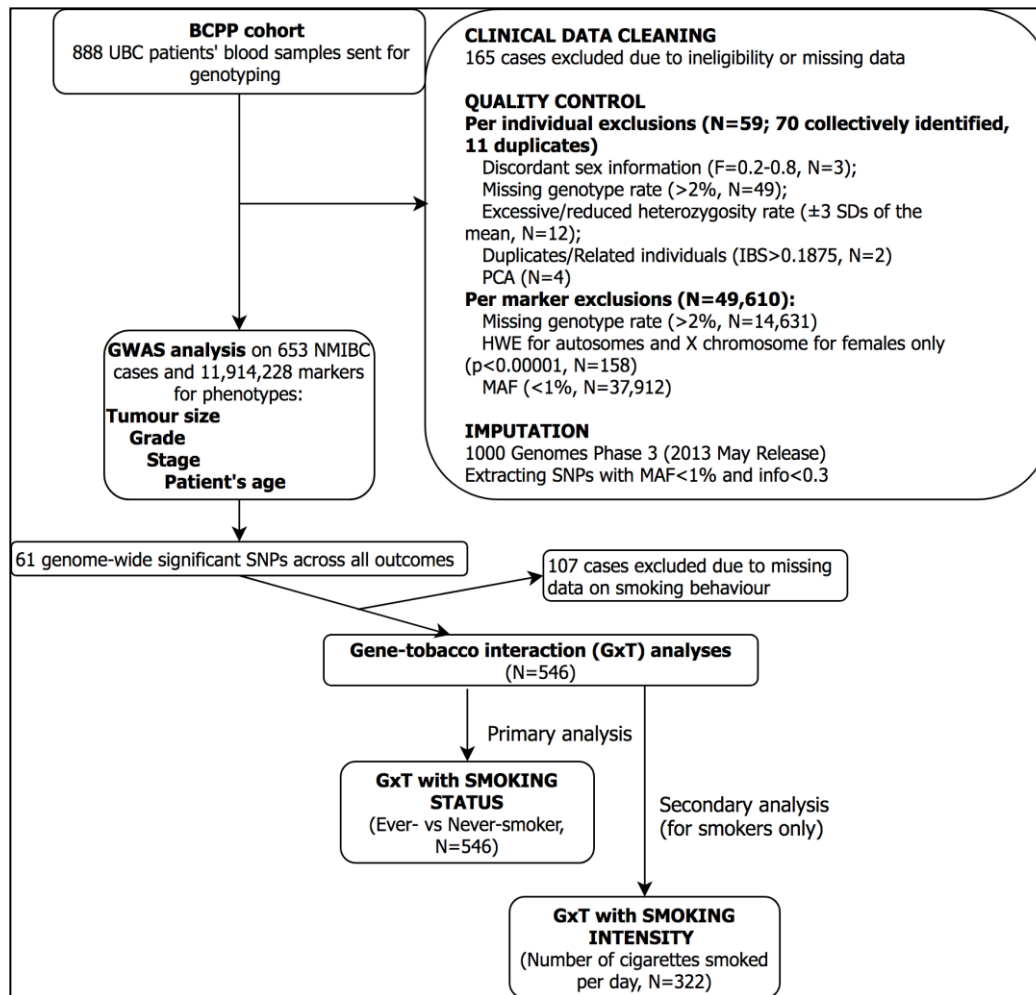 BCPP cohort
888 UBC patients' blood samples sent for
genotyping
CLINICAL DATA CLEANING
165 cases excluded due to ineligibility or missing data
QUALITY CONTROL
Per individual exclusions (N=59; 70 collectively identified,
11 duplicates)
Discordant sex information (F=0.2-0.8, N=3);
Missing genotype rate (>2%, N=49);
Excessive/reduced heterozygosity rate (±3 SDs of the
mean, N=12);
Duplicates/Related individuals (IBS>0.1875, N=2)
PCA (N=4)
Per marker exclusions (N=49,610):
Missing genotype rate (>2%, N=14,631)
HWE for autosomes and X chromosome for females only
(p<0.00001, N=158)
MAF (<1%, N=37,912)
IMPUTATION
1000 Genomes Phase 3 (2013 May Release)
Extracting SNPs with MAF<1% and info<0.3
GWAS analysis on 653 NMIBC
cases and 11,914,228 markers
for phenotypes:
Tumour size
Grade
Stage
Patient's age
61 genome-wide significant SNPs across all outcomes
107 cases excluded due to missing
data on smoking behaviour
Gene-tobacco interaction (GxT) analyses
(N=546)
Primary analysis
GxT with SMOKING
STATUS
(Ever- vs Never-smoker,
N=546)
Secondary analysis
(for smokers only)
GxT with SMOKING
INTENSITY
(Number of cigarettes smoked
per day, N=322)